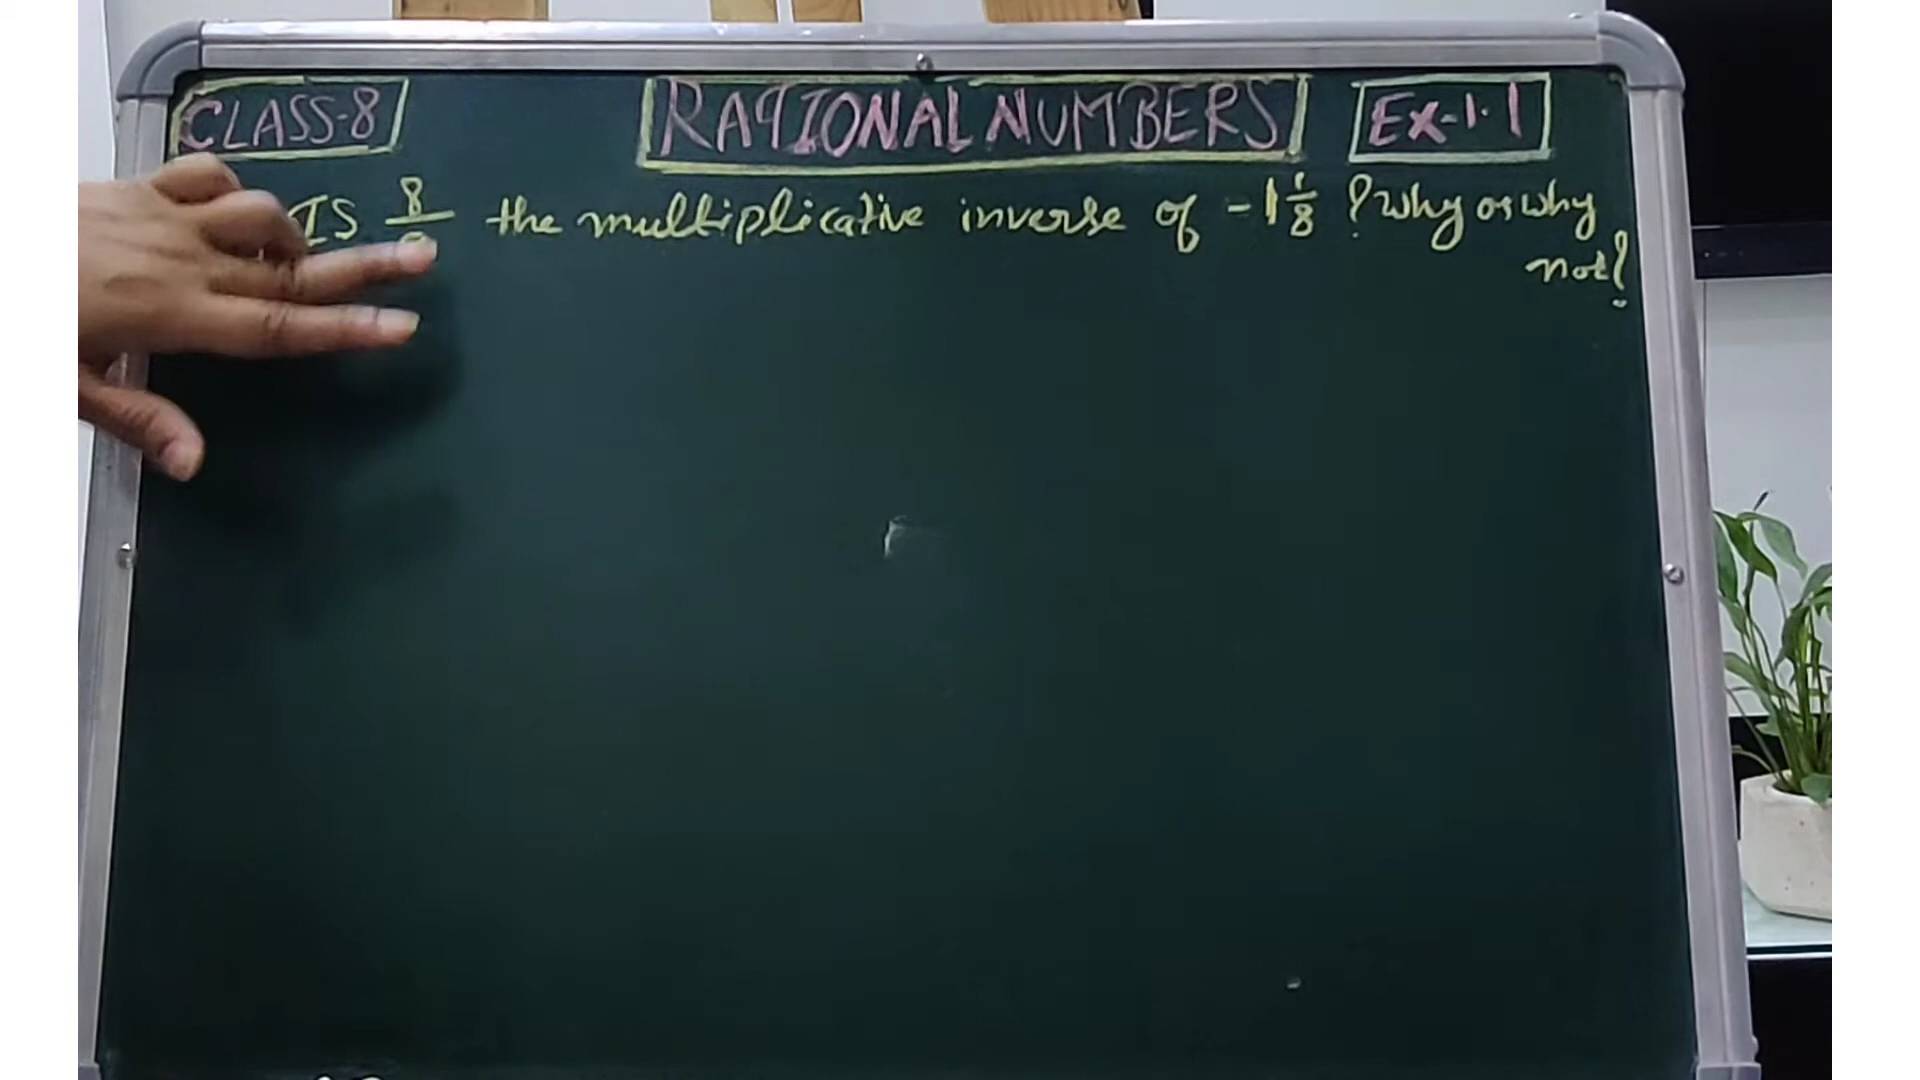 CLASS-8 RATIONAL NUMBERS Ex-1.1
IS 8/ the multiplicative inverse of -1 1/8 ? why or why
not?